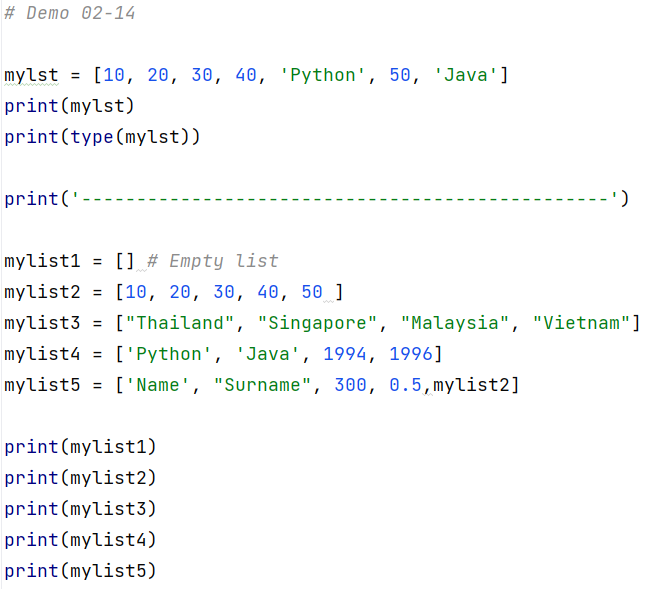 # Demo 02-14
mylst = [10, 20, 30, 40, 'Python', 50, 'Java']
print(mylst)
print(type(mylst))
print('------------------------------------------------')
mylist1 = [] # Empty list
mylist2 = [10, 20, 30, 40, 50 ]
mylist3 = ["Thailand", "Singapore", "Malaysia", "Vietnam"]
mylist4 = ['Python', 'Java', 1994, 1996]
mylist5 = ['Name', "Surname", 300, 0.5,mylist2]
print(mylist1)
print(mylist2)
print(mylist3)
print(mylist4)
print(mylist5)